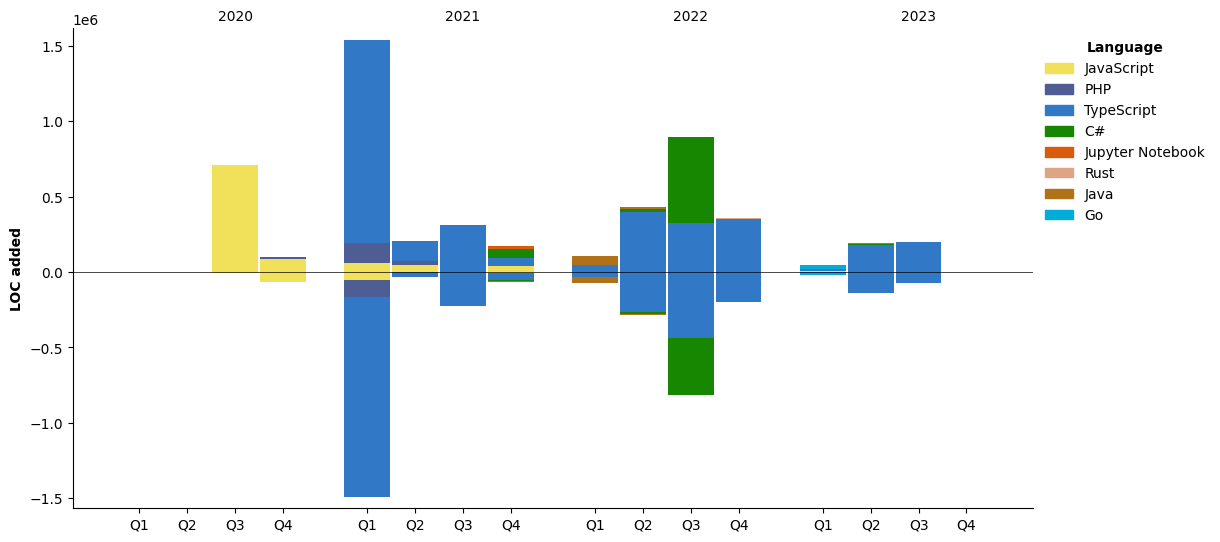 2020 2021 2022 2023
1e6
1.5
1.0
0.5
0.0
−0.5
−1.0
−1.5
LOC added
Q1 Q2 Q3 Q4 Q1 Q2 Q3 Q4 Q1 Q2 Q3 Q4 Q1 Q2 Q3 Q4
Language
JavaScript
PHP
TypeScript
C#
Jupyter Notebook
Rust
Java
Go